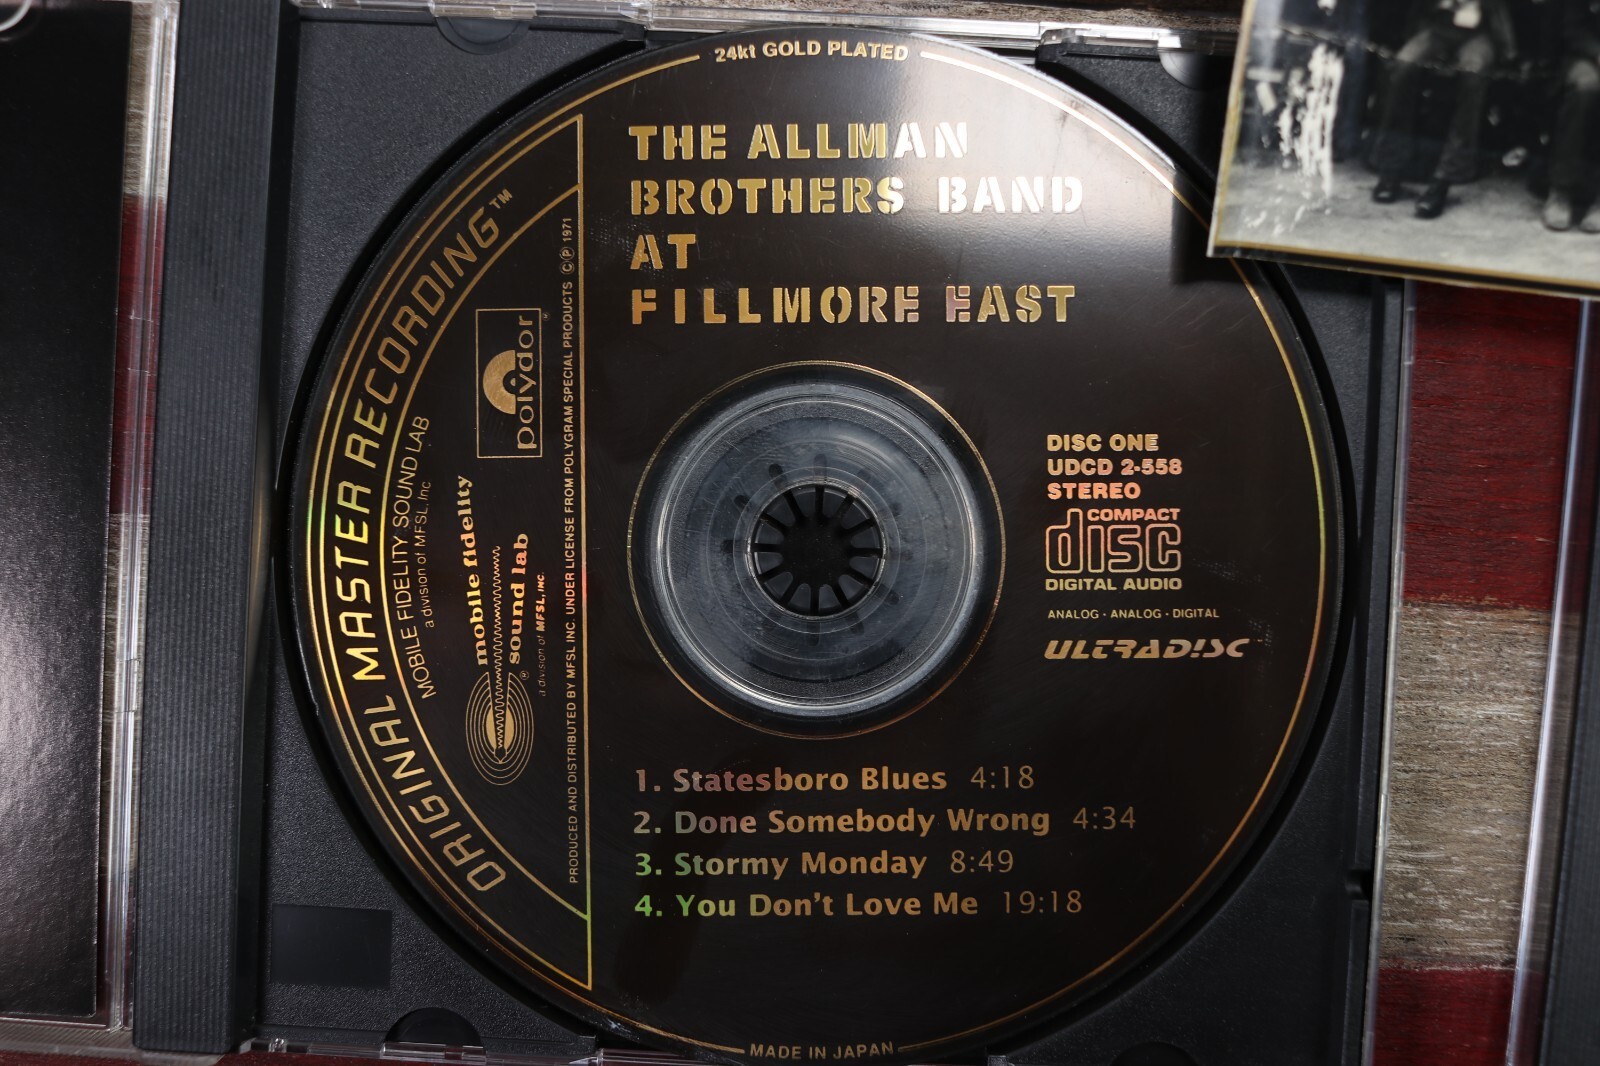 24kt GOLD PLATED
THE ALLMAN
BROTHERS BAND
AT
FILLMORE EAST
ORIGINAL MASTER RECORDING™
MOBILE FIDELITY SOUND LAB
a division of MFSL, Inc.
polydor®
mobile fidelity
sound lab®
a division of MFSL, INC.
PRODUCED AND DISTRIBUTED BY MFSL INC. UNDER LICENSE FROM POLYGRAM SPECIAL PRODUCTS Ⓒ Ⓟ 1971
DISC ONE
UDCD 2-558
STEREO
COMPACT
disc
DIGITAL AUDIO
ANALOG · ANALOG · DIGITAL
ULTRADISC
1. Statesboro Blues 4:18
2. Done Somebody Wrong 4:34
3. Stormy Monday 8:49
4. You Don't Love Me 19:18
MADE IN JAPAN